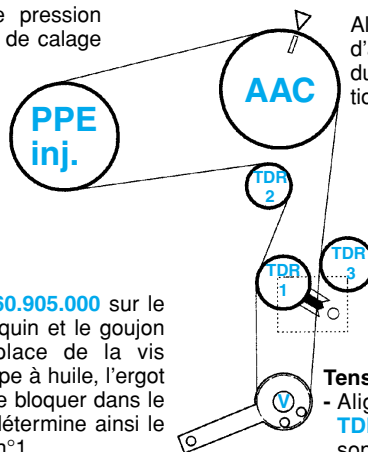 e pression
de calage
Al
d'a
du
tio
AAC
PPE
inj.
TDR
2
TDR
3
TDR
1
60.905.000 sur le
quin et le goujon
place de la vis
pe à huile, l'ergot
e bloquer dans le
détermine ainsi le
n°1
V
Tens
- Alig
TDR
son